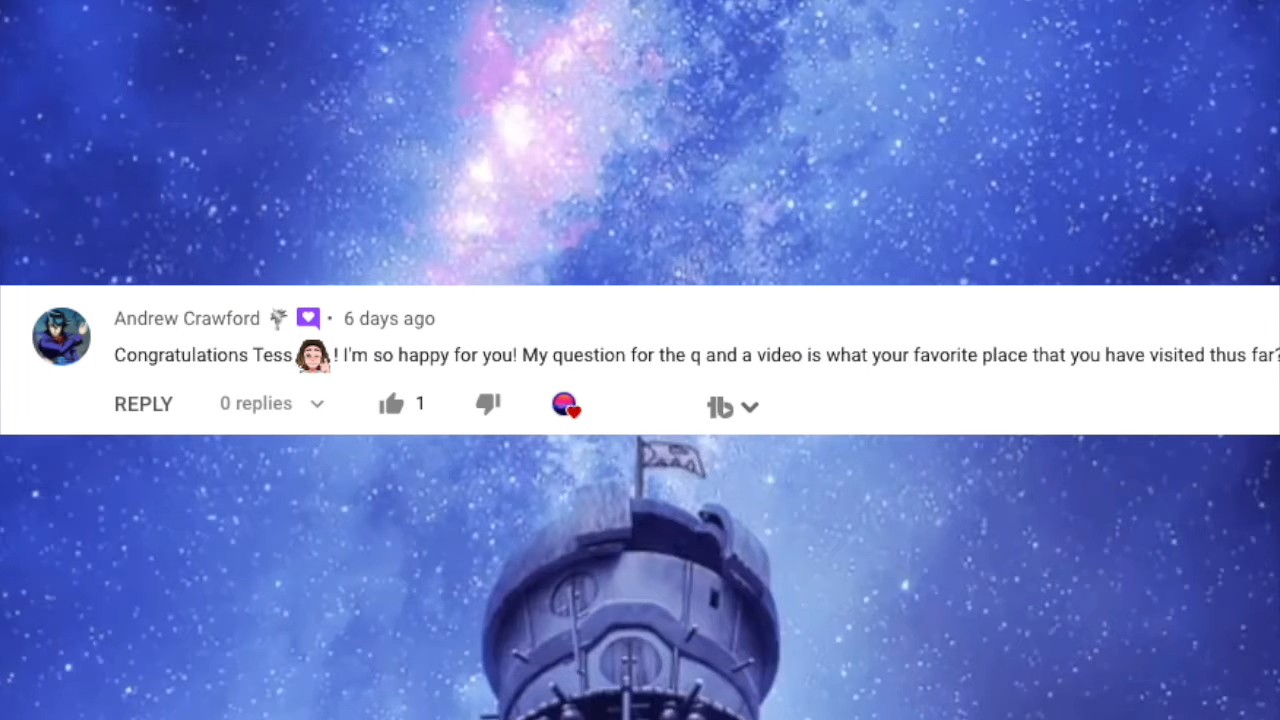 Andrew Crawford • 6 days ago
Congratulations Tess! I'm so happy for you! My question for the q and a video is what your favorite place that you have visited thus far?
REPLY 0 replies 1